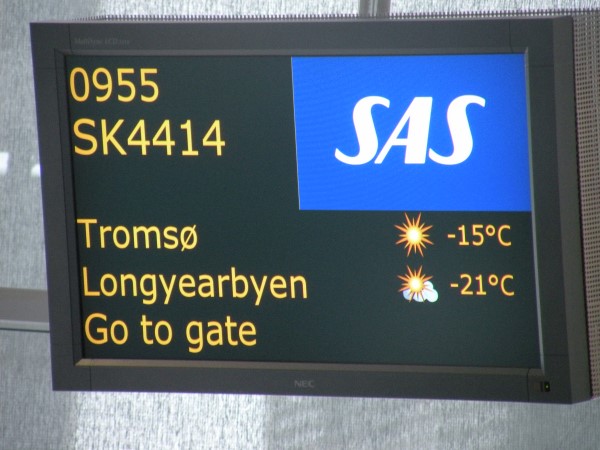 0955
SK4414
SAS
Tromsø -15°C
Longyearbyen -21°C
Go to gate
NEC